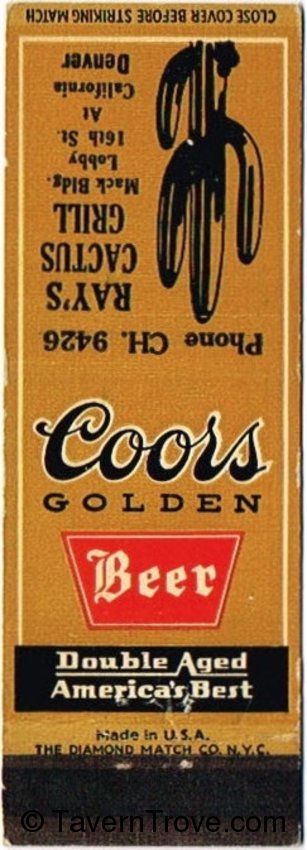 CLOSE COVER BEFORE STRIKING MATCH
Phone CH. 9426
RAY'S
CACTUS
GRILL
Mack Bldg.
Lobby
16th St.
At
California
Denver
Coors
GOLDEN
Beer
Double Aged
America's Best
Made in U.S.A.
THE DIAMOND MATCH CO. N.Y.C.
© TavernTrove.com